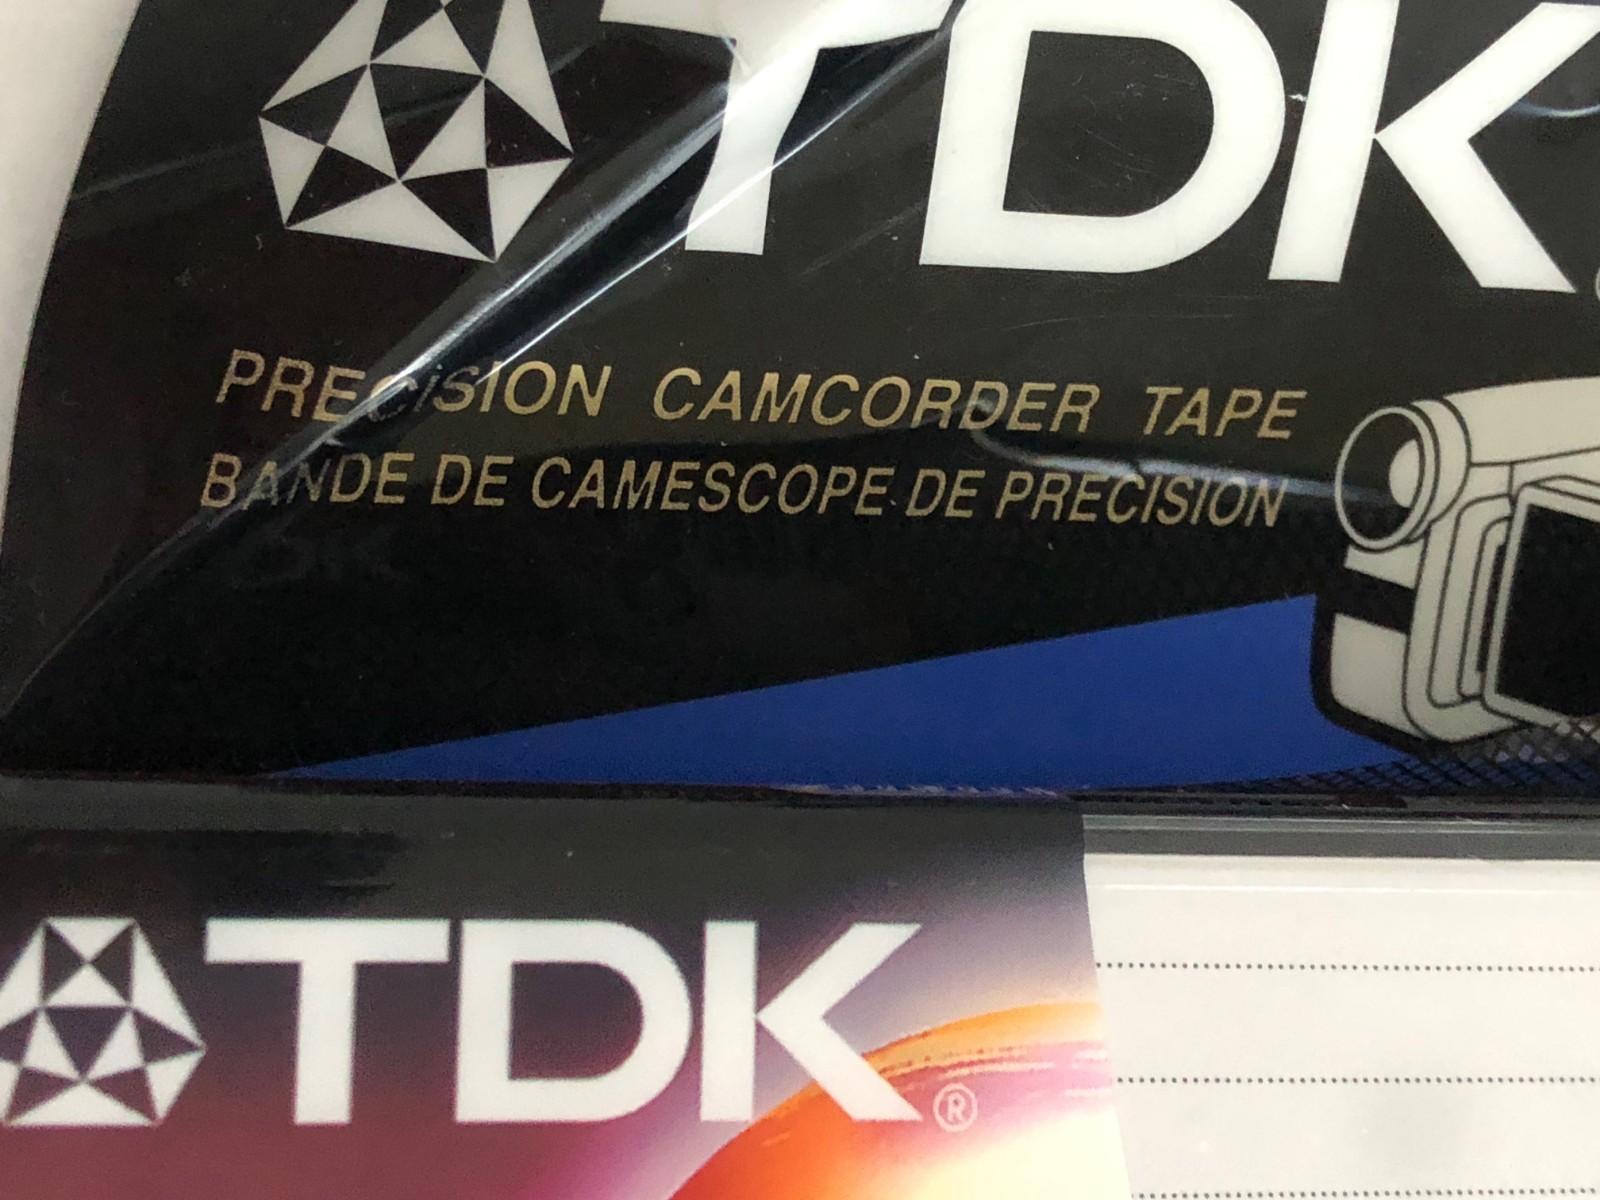 TDK
PRECISION CAMCORDER TAPE
BANDE DE CAMESCOPE DE PRECISION
TDK®